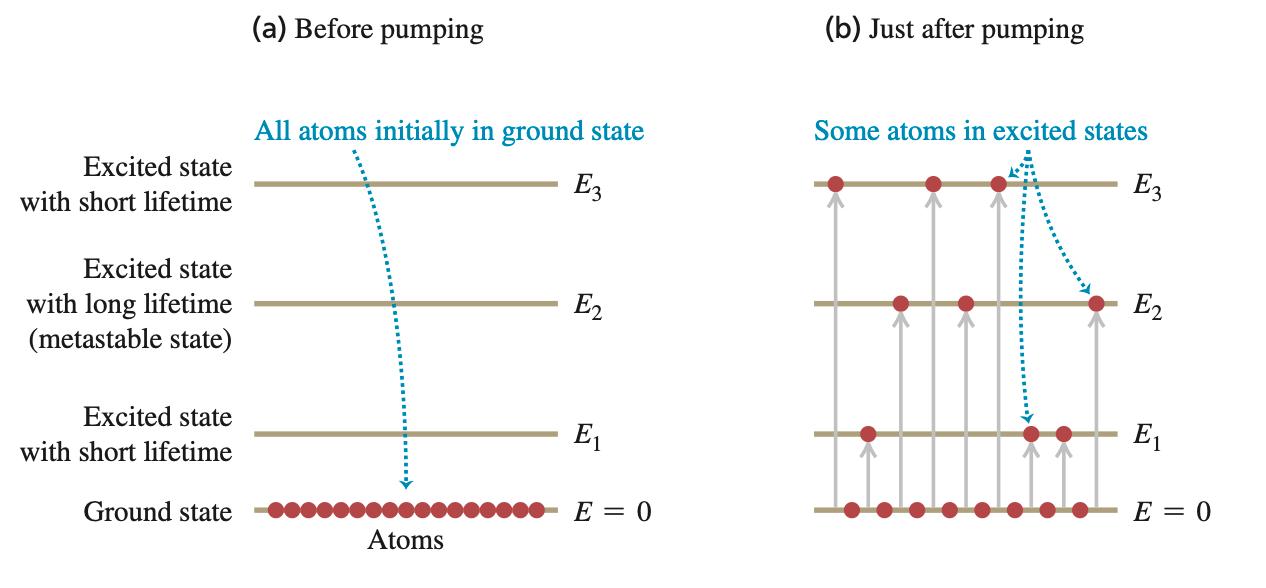 (a) Before pumping
All atoms initially in ground state
Excited state
with short lifetime
E3
Excited state
with long lifetime
(metastable state)
E2
Excited state
with short lifetime
E1
Ground state
E = 0
Atoms
(b) Just after pumping
Some atoms in excited states
E3
E2
E1
E = 0